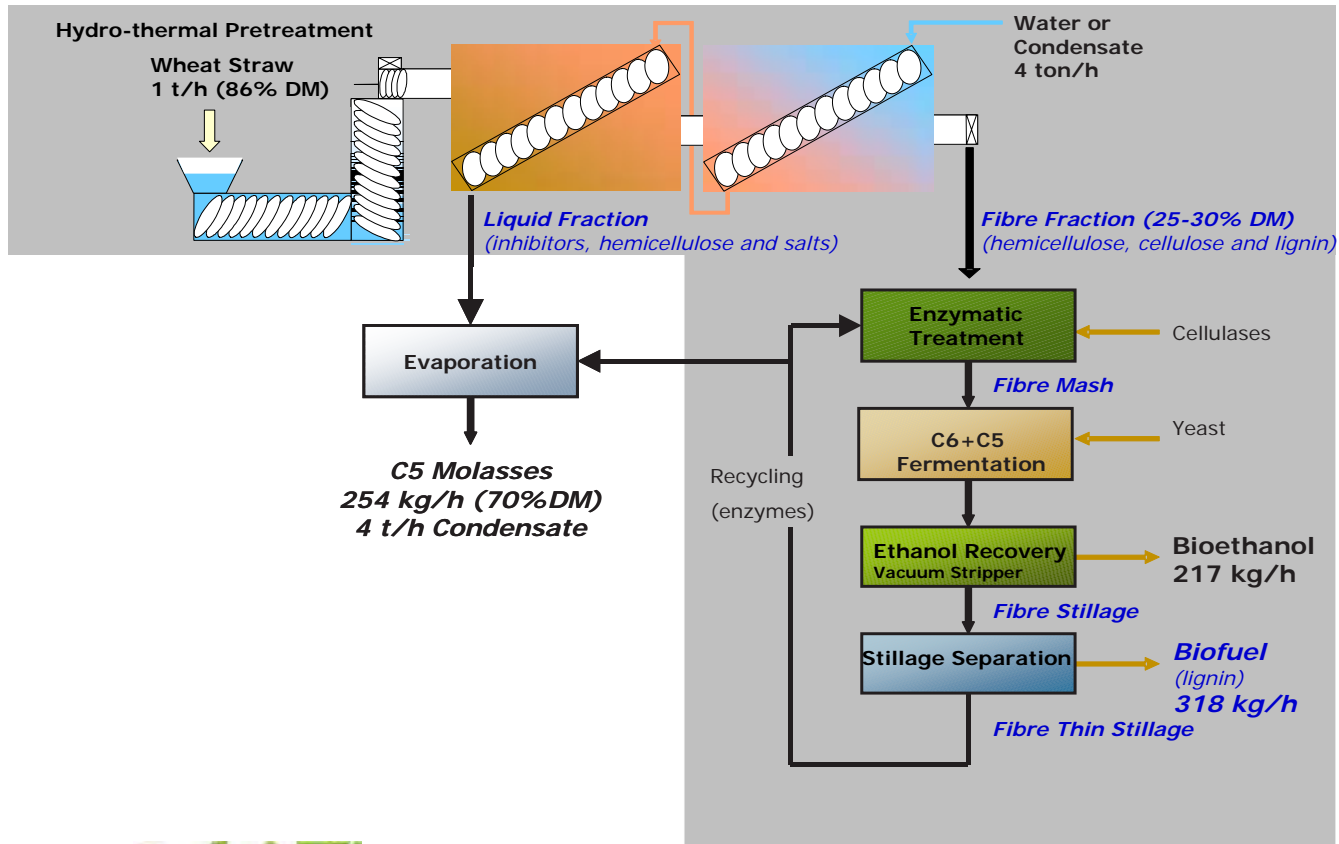 Hydro-thermal Pretreatment
Wheat Straw
1 t/h (86% DM)
Water or
Condensate
4 ton/h
Liquid Fraction
(inhibitors, hemicellulose and salts)
Fibre Fraction (25-30% DM)
(hemicellulose, cellulose and lignin)
Evaporation
Enzymatic
Treatment
Cellulases
Fibre Mash
C5 Molasses
254 kg/h (70%DM)
4 t/h Condensate
Recycling
(enzymes)
C6+C5
Fermentation
Yeast
Ethanol Recovery
Vacuum Stripper
Bioethanol
217 kg/h
Fibre Stillage
Stillage Separation
Biofuel
(lignin)
318 kg/h
Fibre Thin Stillage